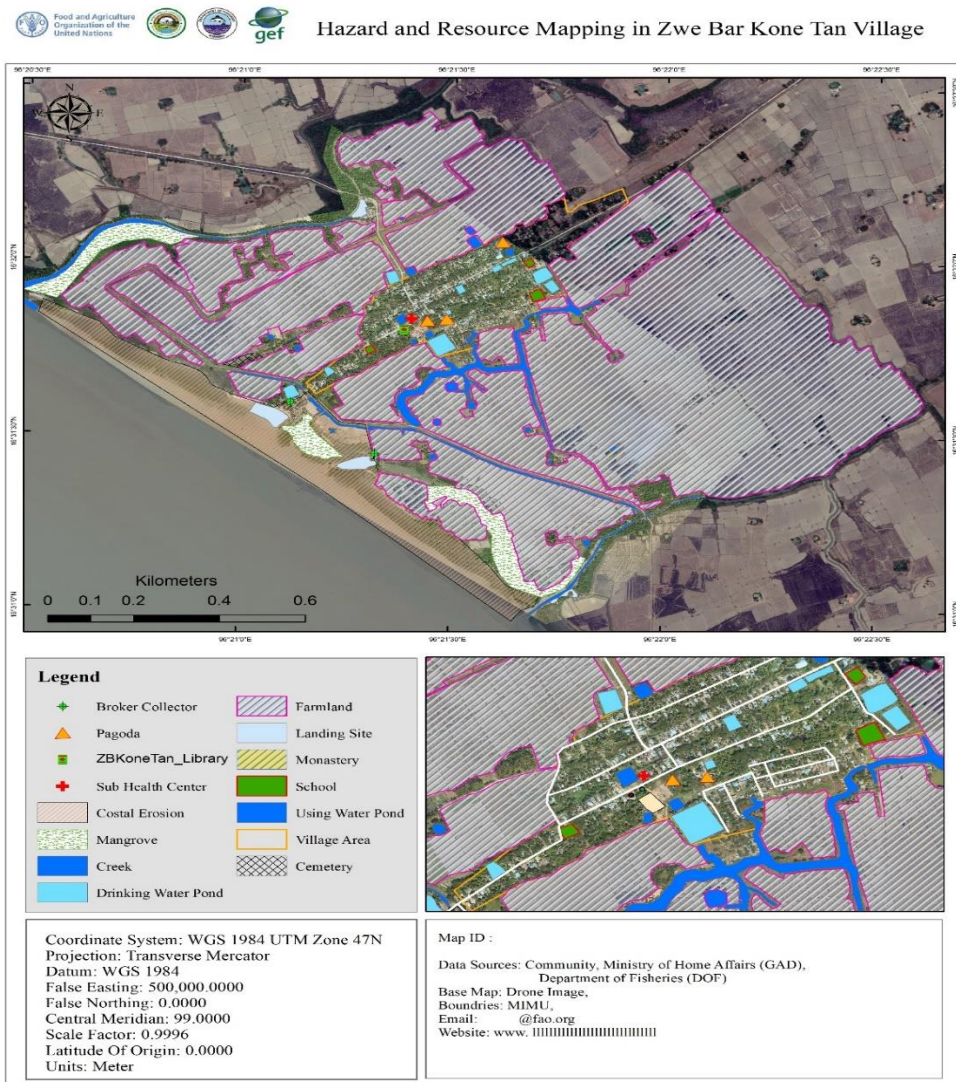 Food and Agriculture
Organization of the
United Nations
gef
Hazard and Resource Mapping in Zwe Bar Kone Tan Village
96°20'30"E 96°21'0"E 96°21'30"E 96°22'0"E 96°22'30"E
N
W E
S
Kilometers
0 0.1 0.2 0.4 0.6
96°21'0"E 96°21'30"E 96°22'0"E 96°22'30"E
Legend
Broker Collector
Pagoda
ZBKoneTan_Library
Sub Health Center
Costal Erosion
Mangrove
Creek
Drinking Water Pond
Farmland
Landing Site
Monastery
School
Using Water Pond
Village Area
Cemetery
Coordinate System: WGS 1984 UTM Zone 47N
Projection: Transverse Mercator
Datum: WGS 1984
False Easting: 500,000.0000
False Northing: 0.0000
Central Meridian: 99.0000
Scale Factor: 0.9996
Latitude Of Origin: 0.0000
Units: Meter
Map ID :
Data Sources: Community, Ministry of Home Affairs (GAD),
Department of Fisheries (DOF)
Base Map: Drone Image,
Boundries: MIMU,
Email: @fao.org
Website: www.